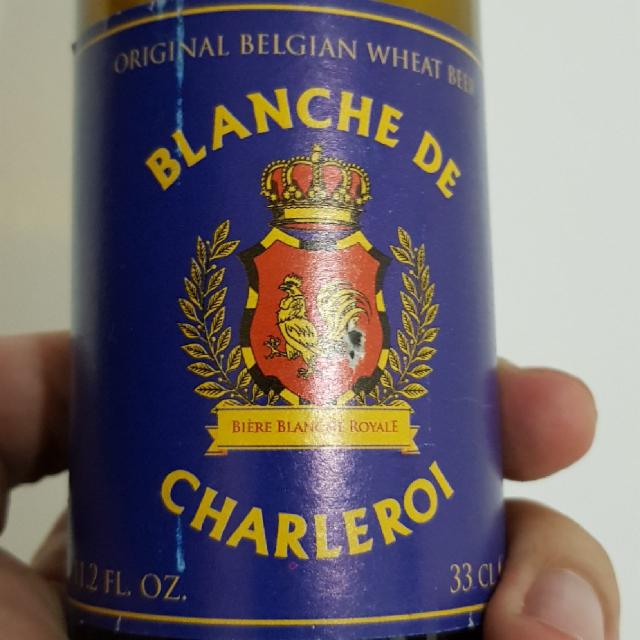 ORIGINAL BELGIAN WHEAT BEER
BLANCHE DE
BIÈRE BLANCHE ROYALE
CHARLEROI
11.2 FL. OZ.
33 CL